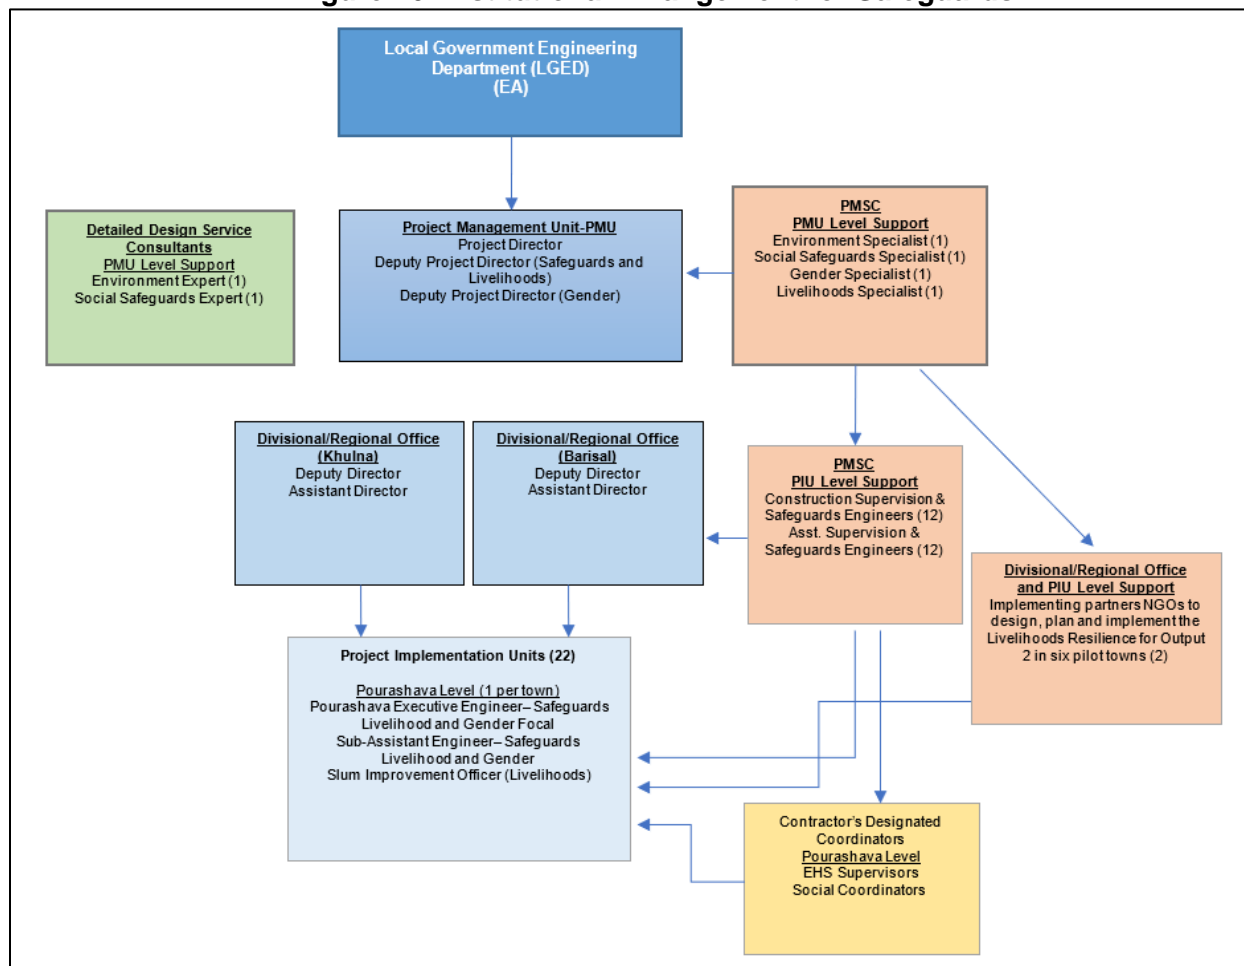 Local Government Engineering
Department (LGED)
(EA)
Detailed Design Service
Consultants
PMU Level Support
Environment Expert (1)
Social Safeguards Expert (1)
Project Management Unit-PMU
Project Director
Deputy Project Director (Safeguards and
Livelihoods)
Deputy Project Director (Gender)
PMSC
PMU Level Support
Environment Specialist (1)
Social Safeguards Specialist (1)
Gender Specialist (1)
Livelihoods Specialist (1)
Divisional/Regional Office
(Khulna)
Deputy Director
Assistant Director
Divisional/Regional Office
(Barisal)
Deputy Director
Assistant Director
PMSC
PIU Level Support
Construction Supervision &
Safeguards Engineers (12)
Asst. Supervision &
Safeguards Engineers (12)
Divisional/Regional Office
and PIU Level Support
Implementing partners NGOs to
design, plan and implement the
Livelihoods Resilience for Output
2 in six pilot towns (2)
Project Implementation Units (22)
Pourashava Level (1 per town)
Pourashava Executive Engineer– Safeguards
Livelihood and Gender Focal
Sub-Assistant Engineer– Safeguards
Livelihood and Gender
Slum Improvement Officer (Livelihoods)
Contractor's Designated
Coordinators
Pourashava Level
EHS Supervisors
Social Coordinators